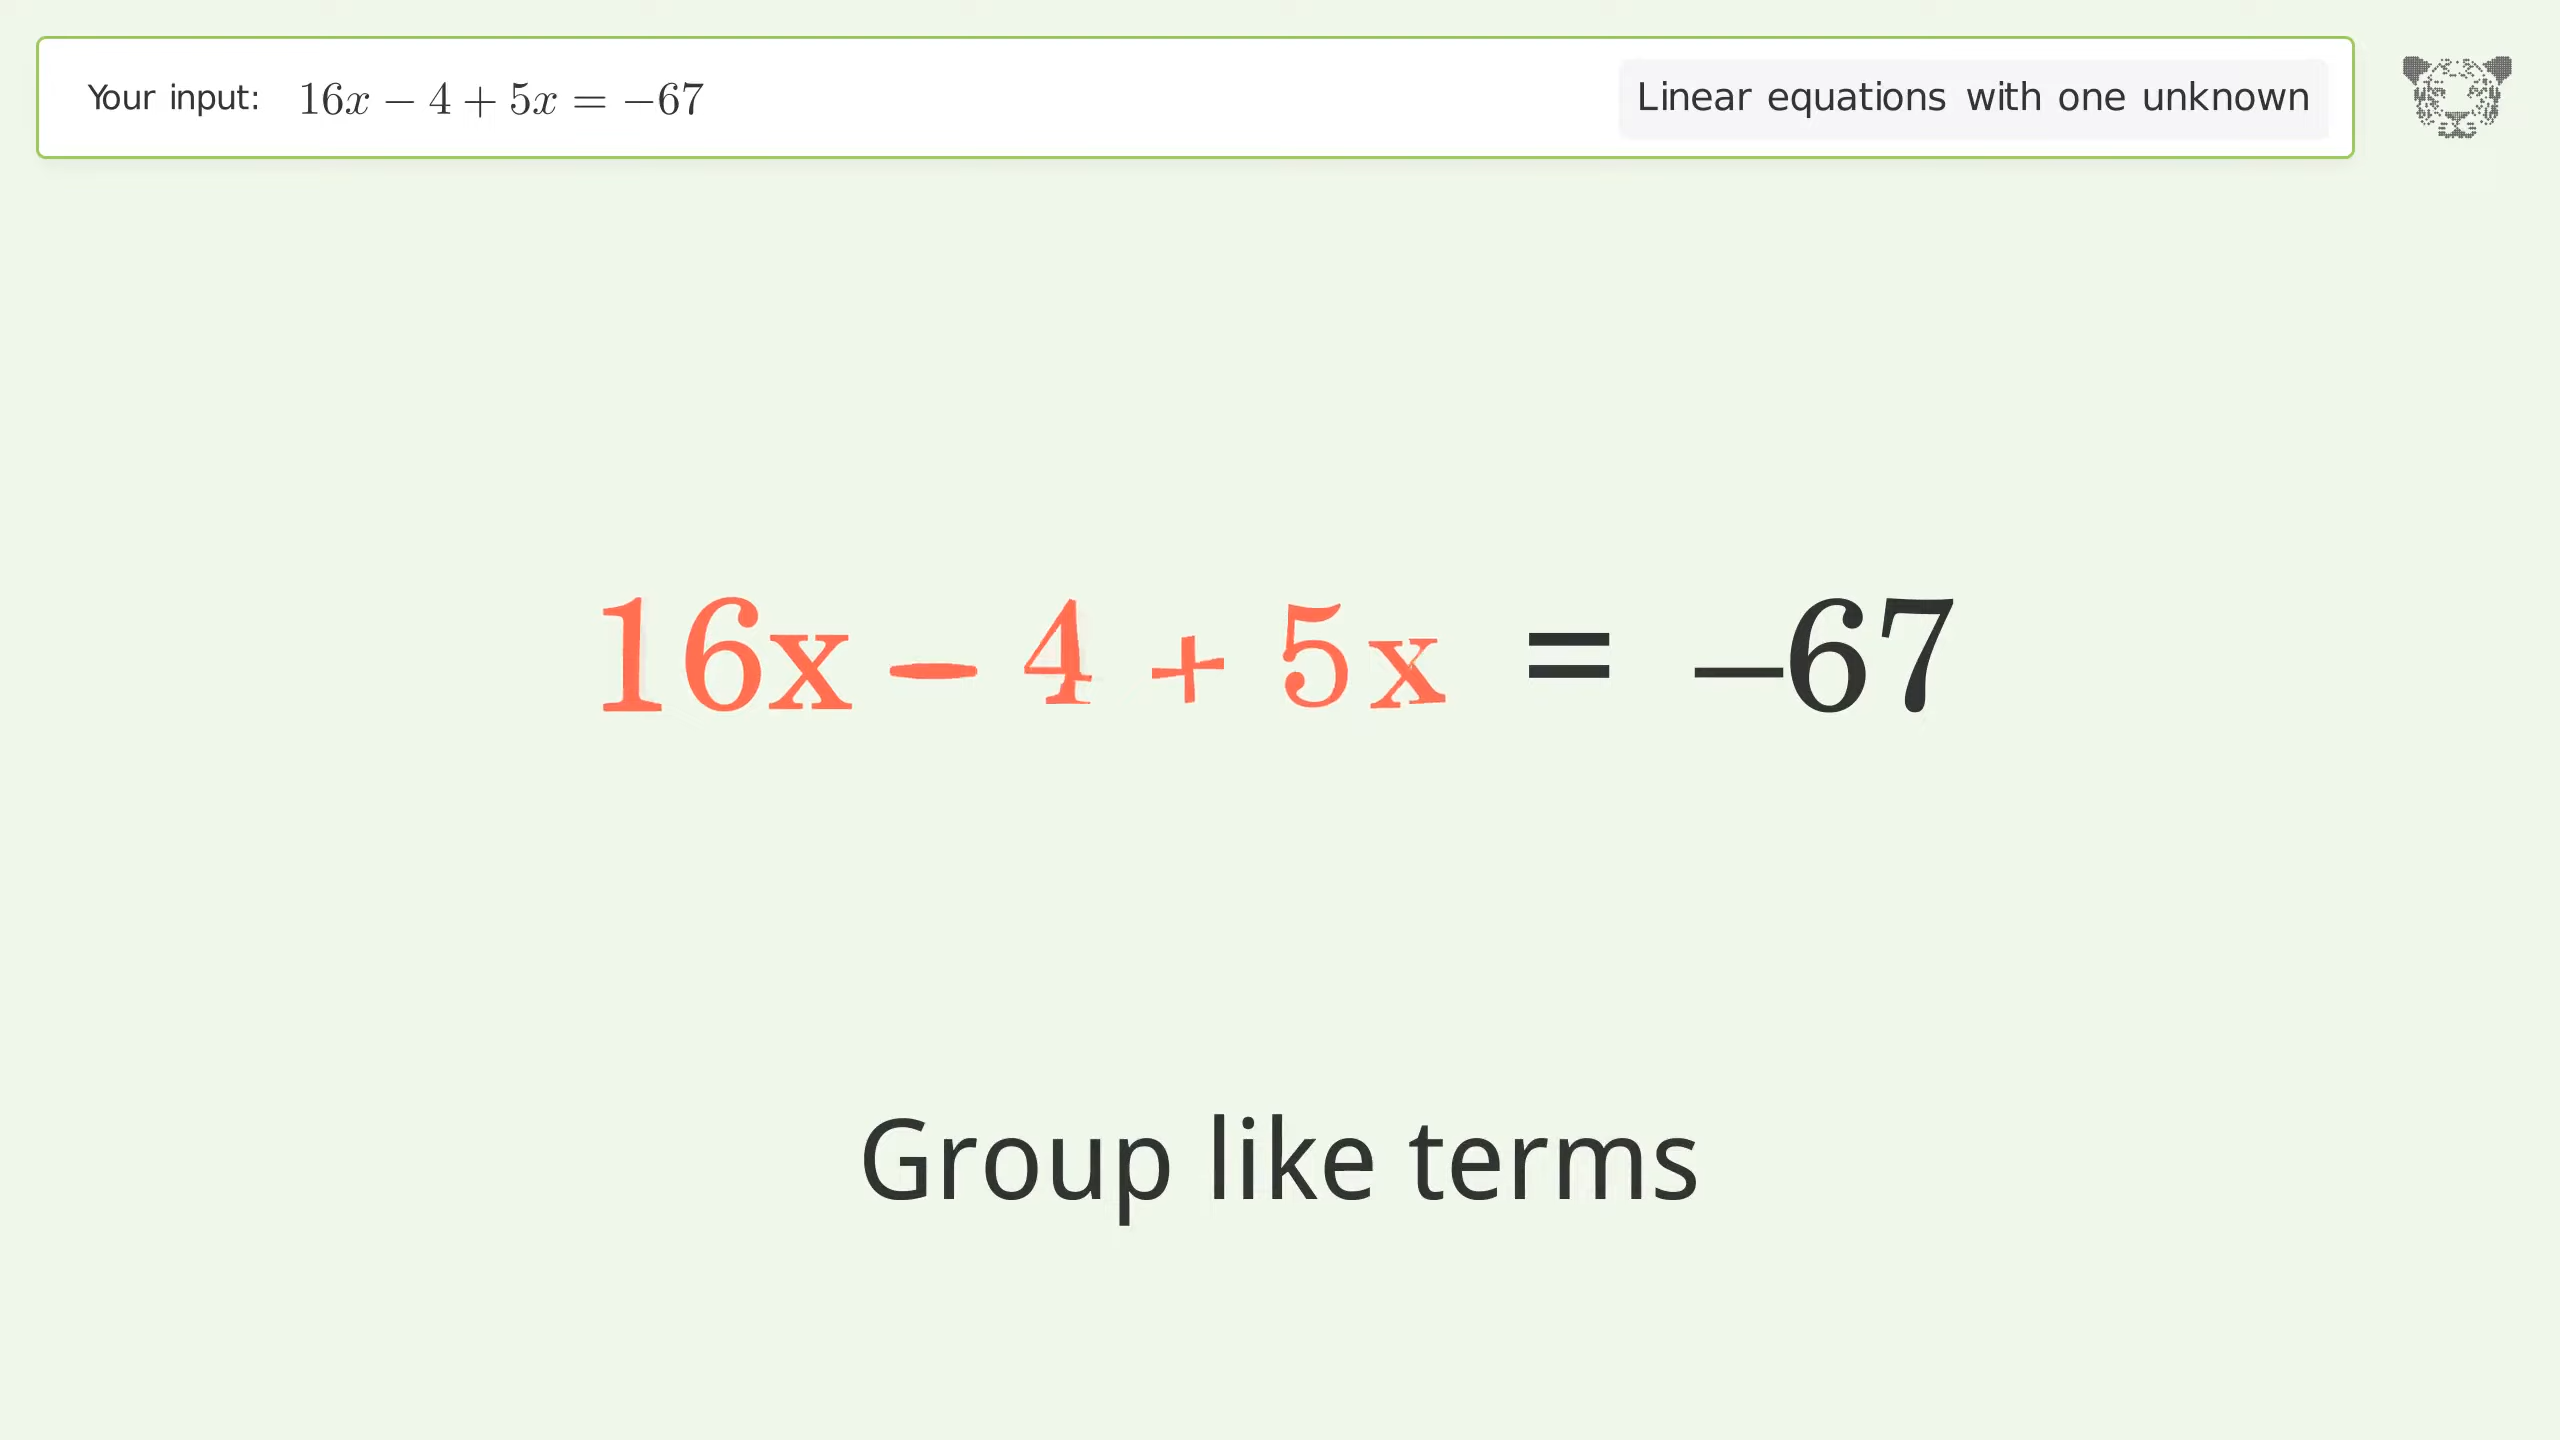 Your input: 16x − 4 + 5x = −67
Linear equations with one unknown
16x − 4 + 5x = −67
Group like terms